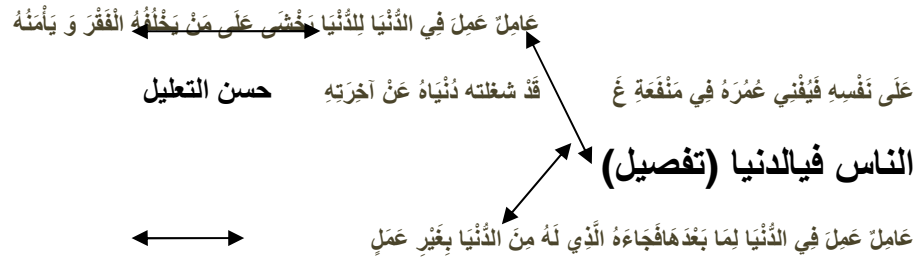 عَامِلٌ عَمِلَ فِي الدُّنْيَا لِلدُّنْيَا يَخْشَى عَلَى مَنْ يَخْلُفُهُ الْفَقْرَ وَ يَأْمَنُهُ
عَلَى نَفْسِهِ فَيُفْنِي عُمُرَهُ فِي مَنْفَعَةِ غَ قَدْ شغلته دُنْيَاهُ عَنْ آخِرَتِهِ حسن التعليل
الناس فيالدنيا (تفصيل)
عَامِلٌ عَمِلَ فِي الدُّنْيَا لِمَا بَعْدَهَافَجَاءَهُ الَّذِي لَهُ مِنَ الدُّنْيَا بِغَيْرِ عَمَلٍ